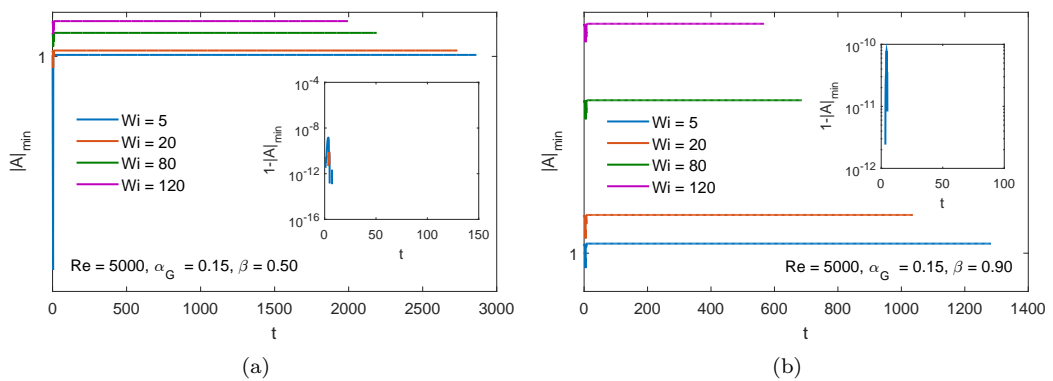 1
|A|min
Wi = 5
Wi = 20
Wi = 80
Wi = 120
10^-4
10^-8
10^-12
10^-16
1-|A|min
0 50 100 150
t
Re = 5000, α_G = 0.15, β = 0.50
0 500 1000 1500 2000 2500 3000
t
(a)
1
|A|min
Wi = 5
Wi = 20
Wi = 80
Wi = 120
10^-10
10^-11
10^-12
1-|A|min
0 50 100
t
Re = 5000, α_G = 0.15, β = 0.90
0 200 400 600 800 1000 1200 1400
t
(b)